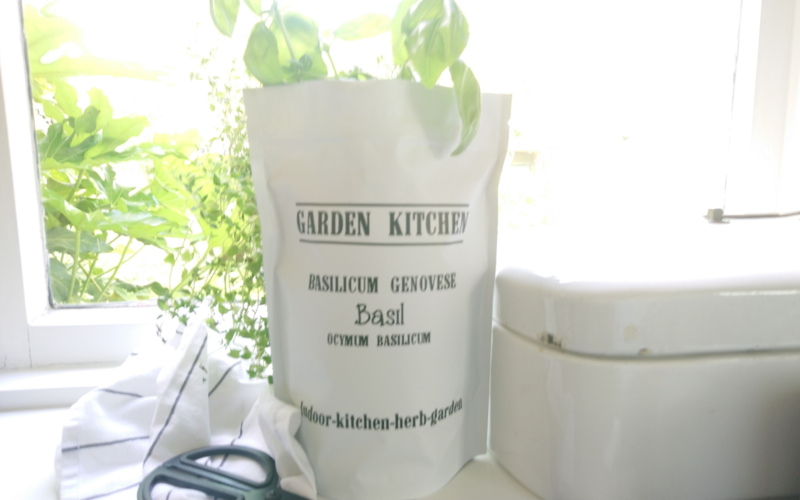 GARDEN KITCHEN
BASILICUM GENOVESE
Basil
OCYMUM BASILICUM
indoor-kitchen-herb-garden